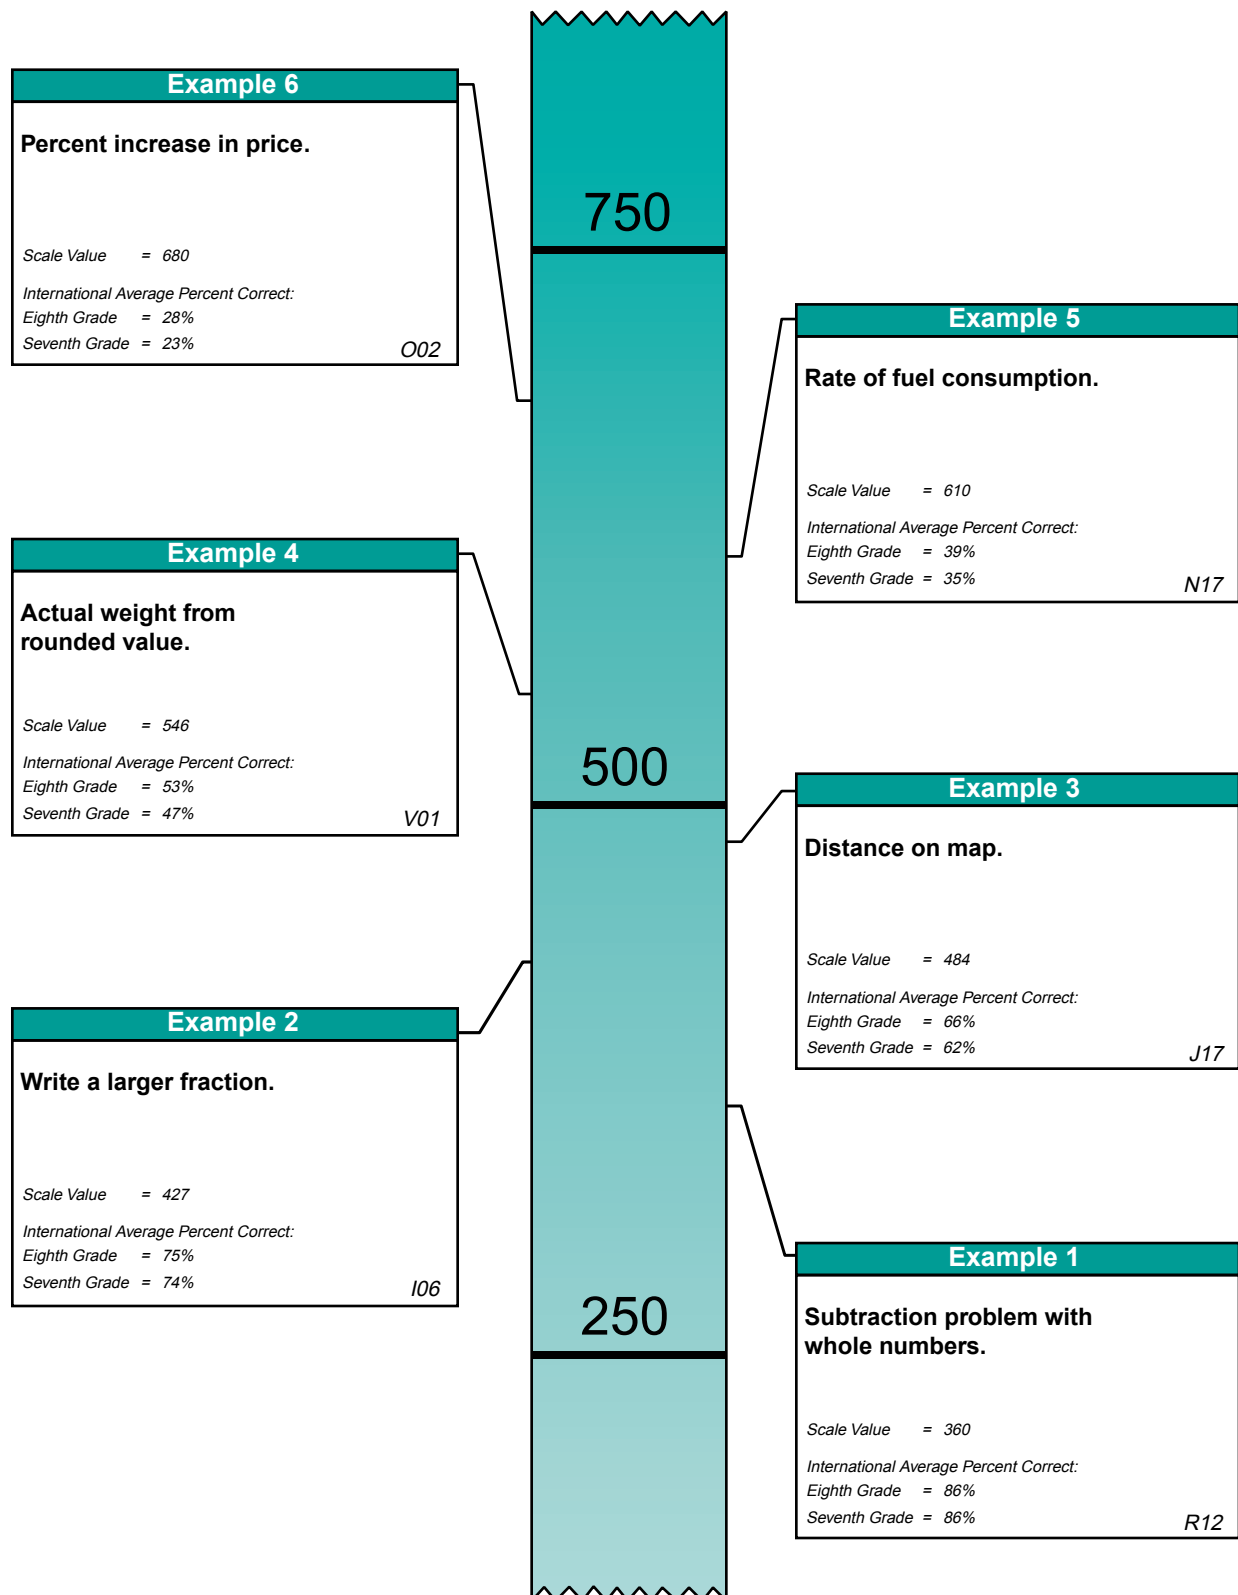 Example 6
Percent increase in price.
Scale Value = 680
International Average Percent Correct:
Eighth Grade = 28%
Seventh Grade = 23%
O02
750
Example 5
Rate of fuel consumption.
Scale Value = 610
International Average Percent Correct:
Eighth Grade = 39%
Seventh Grade = 35%
N17
Example 4
Actual weight from
rounded value.
Scale Value = 546
International Average Percent Correct:
Eighth Grade = 53%
Seventh Grade = 47%
V01
500
Example 3
Distance on map.
Scale Value = 484
International Average Percent Correct:
Eighth Grade = 66%
Seventh Grade = 62%
J17
Example 2
Write a larger fraction.
Scale Value = 427
International Average Percent Correct:
Eighth Grade = 75%
Seventh Grade = 74%
I06
250
Example 1
Subtraction problem with
whole numbers.
Scale Value = 360
International Average Percent Correct:
Eighth Grade = 86%
Seventh Grade = 86%
R12